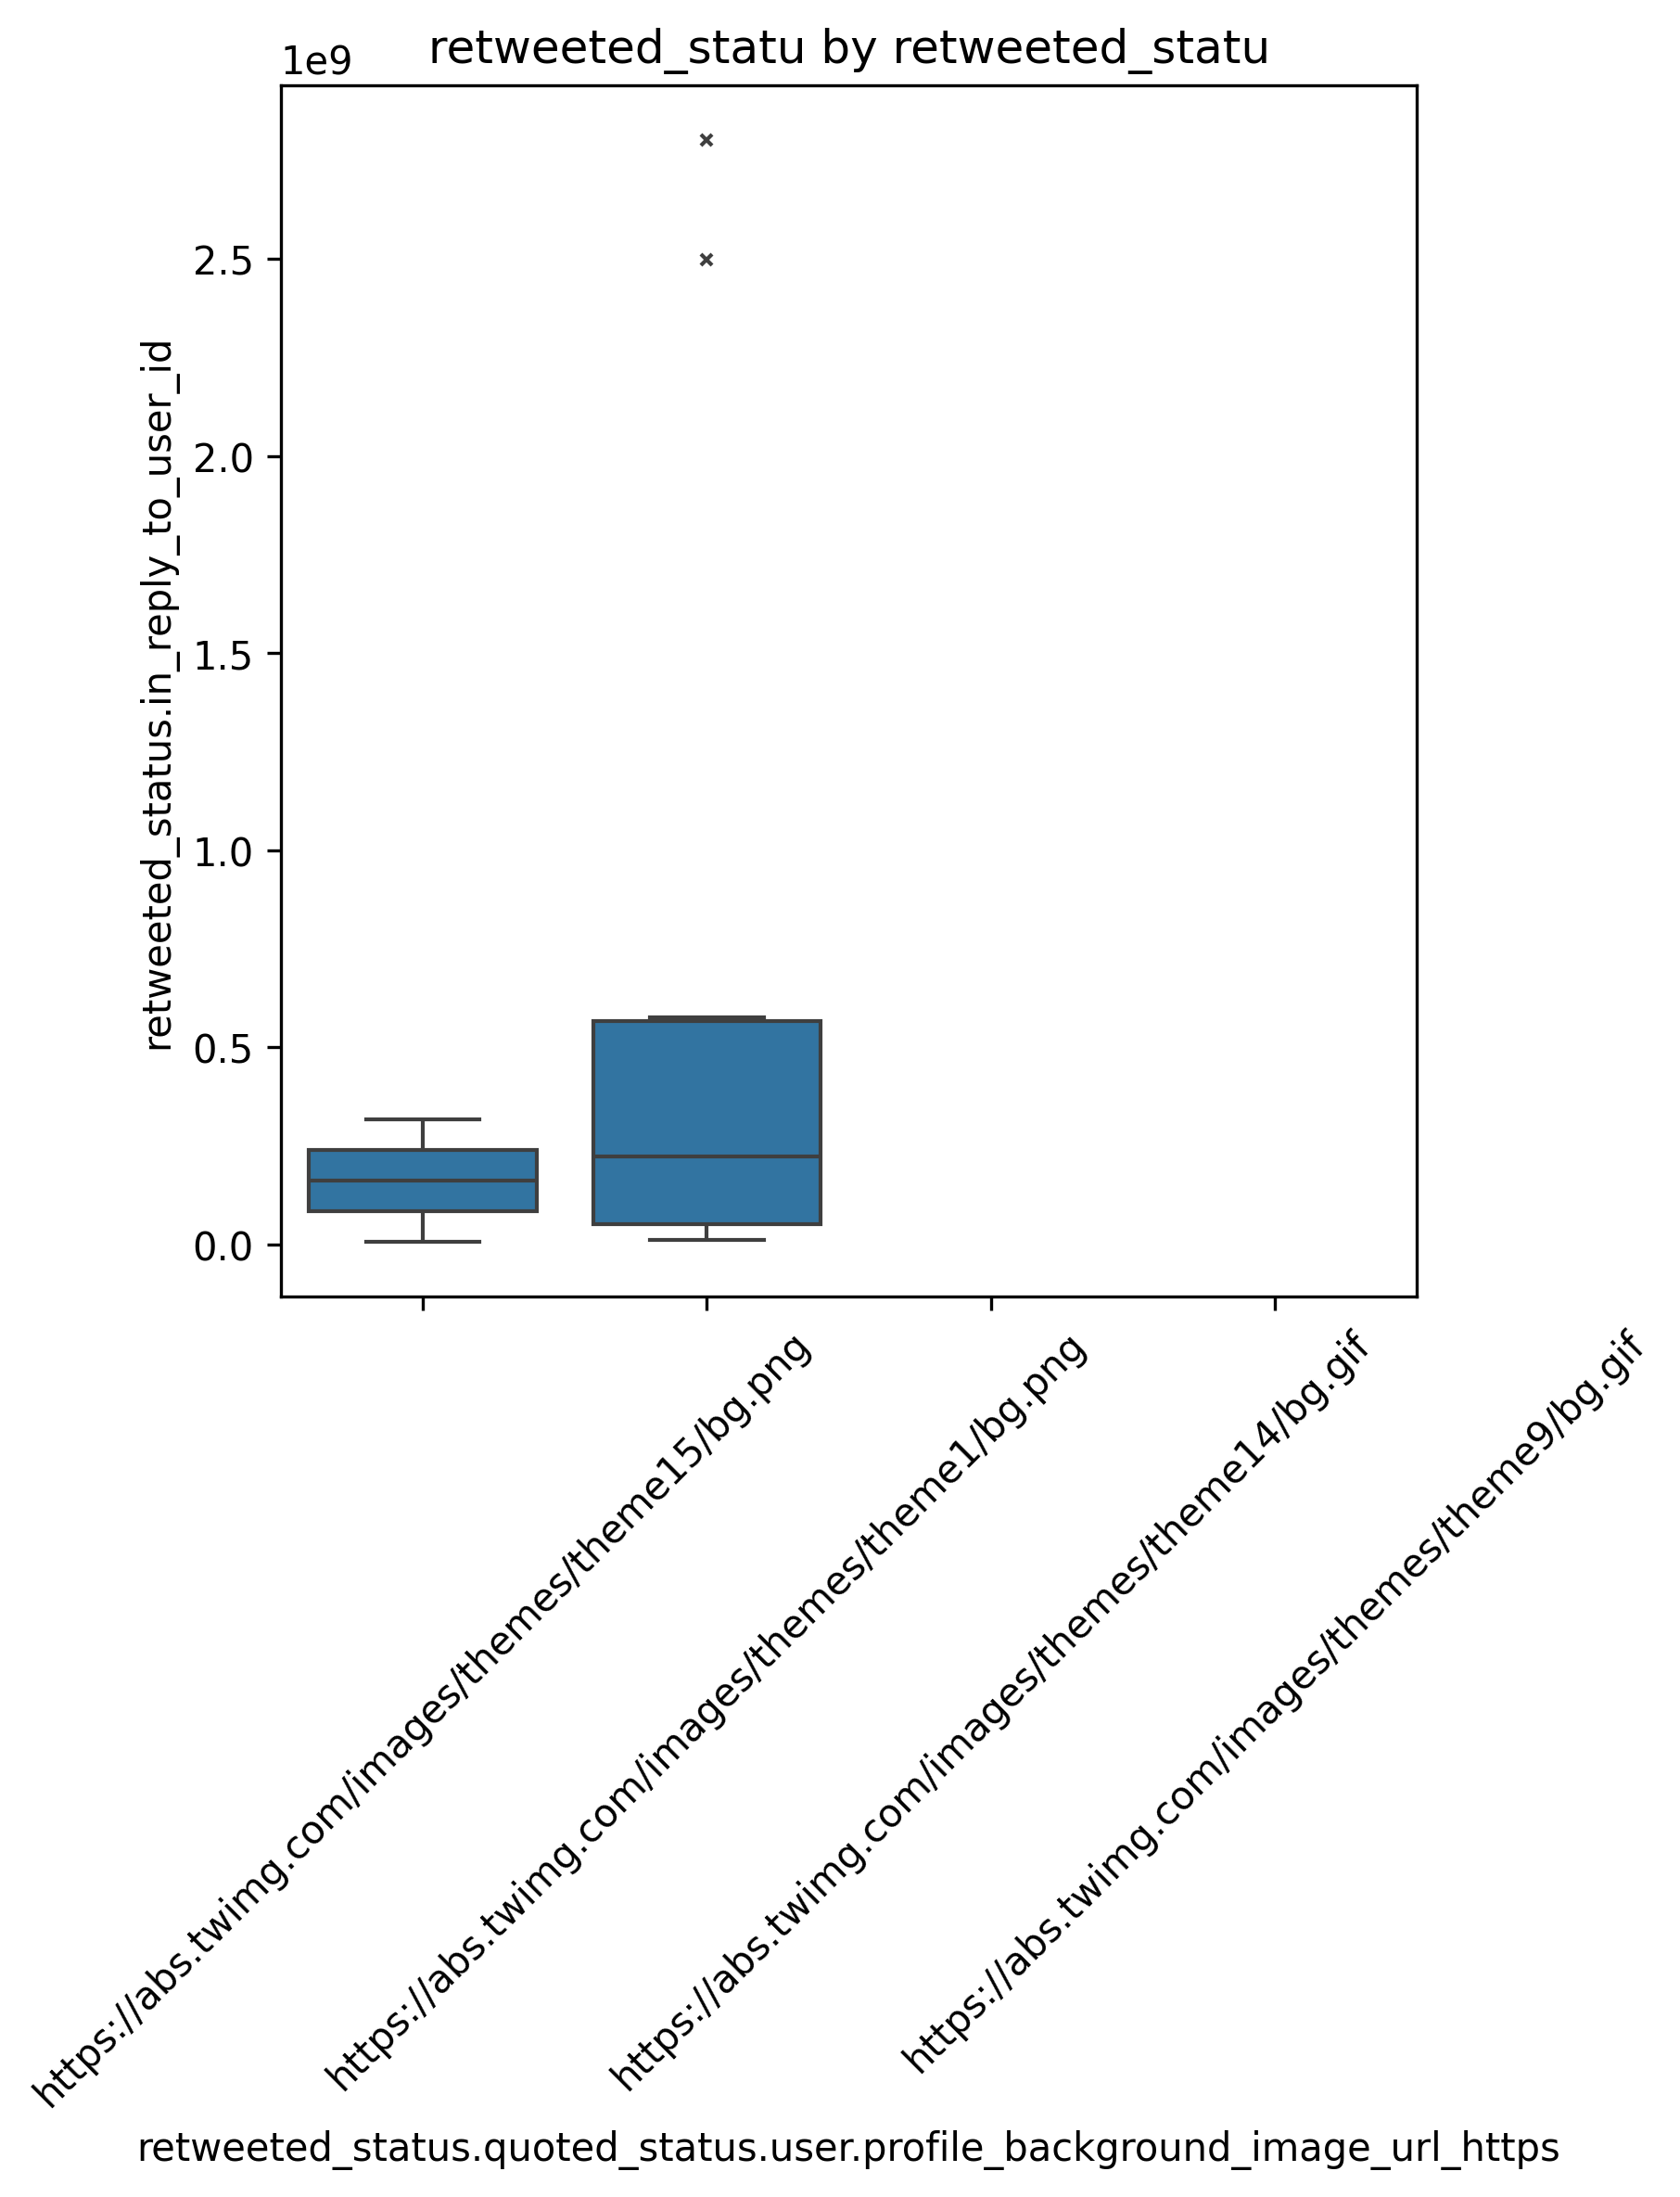 retweeted_statu by retweeted_statu
1e9
2.5
2.0
1.5
1.0
0.5
0.0
retweeted_status.in_reply_to_user_id
https://abs.twimg.com/images/themes/theme15/bg.png
https://abs.twimg.com/images/themes/theme1/bg.png
https://abs.twimg.com/images/themes/theme14/bg.gif
https://abs.twimg.com/images/themes/theme9/bg.gif
retweeted_status.quoted_status.user.profile_background_image_url_https